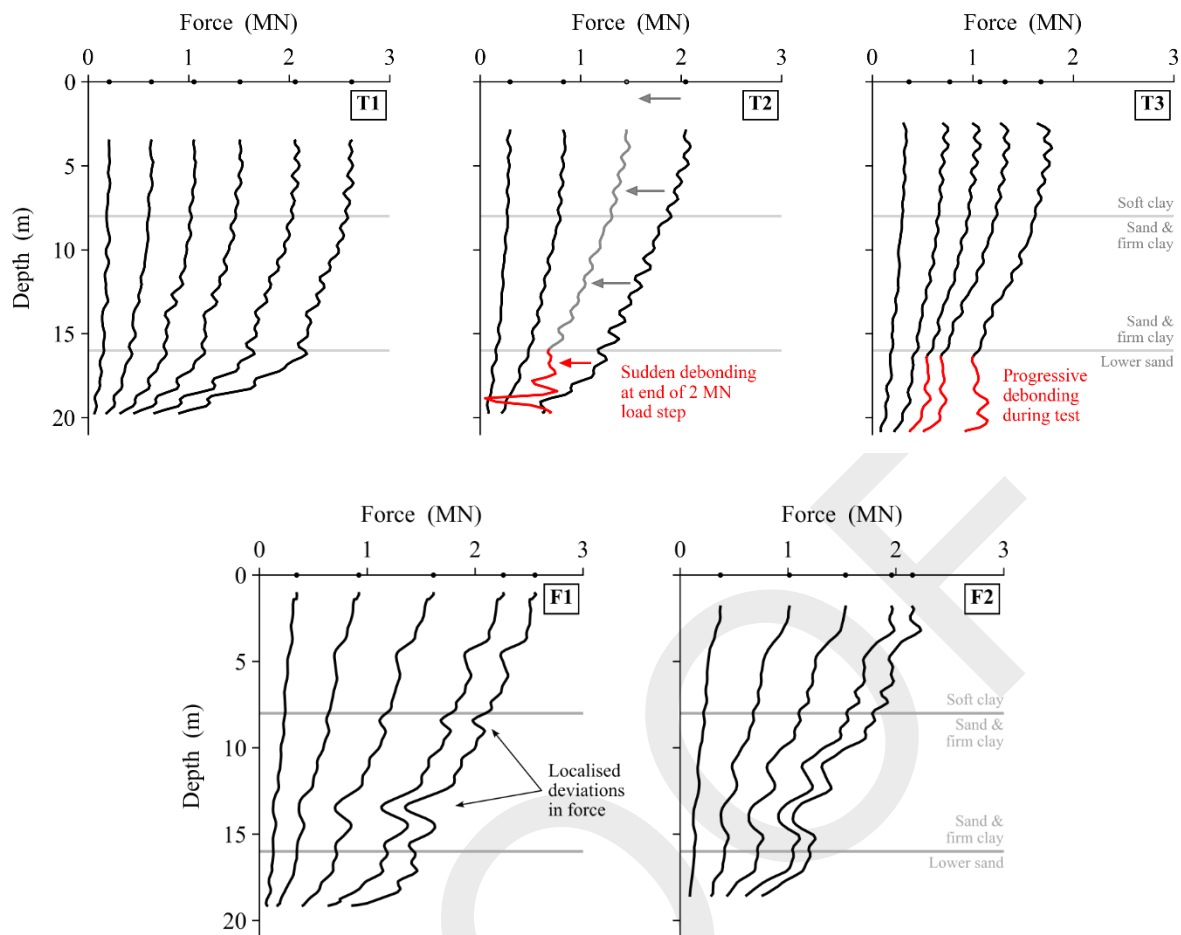 Force (MN)
Force (MN)
Force (MN)
0 1 2 3
0 1 2 3
0 1 2 3
0
5
10
15
20
Depth (m)
T1
T2
T3
Sudden debonding
at end of 2 MN
load step
Soft clay
Sand &
firm clay
Sand &
firm clay
Lower sand
Progressive
debonding
during test
Force (MN)
Force (MN)
0 1 2 3
0 1 2 3
0
5
10
15
20
Depth (m)
F1
F2
Localised
deviations
in force
Soft clay
Sand &
firm clay
Sand &
firm clay
Lower sand
OOF